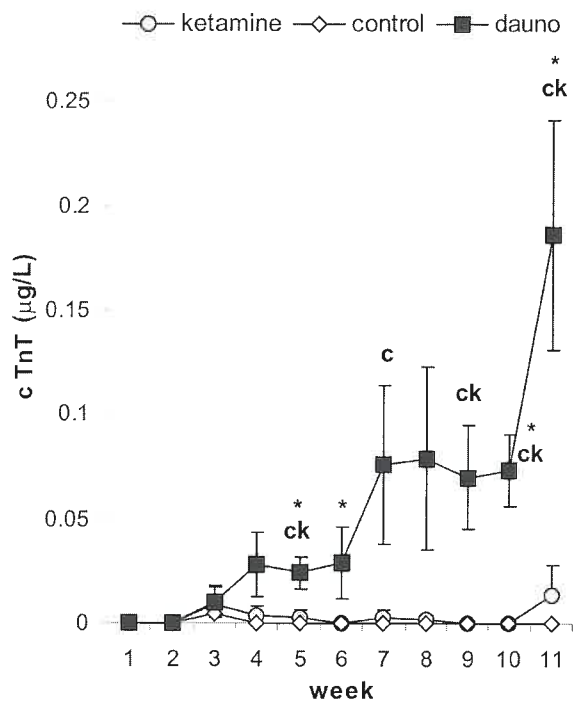 ketamine control dauno
*
ck
0.25
0.2
0.15
0.1
0.05
0
c TnT (µg/L)
c
ck
*
ck
*
ck
*
1 2 3 4 5 6 7 8 9 10 11
week